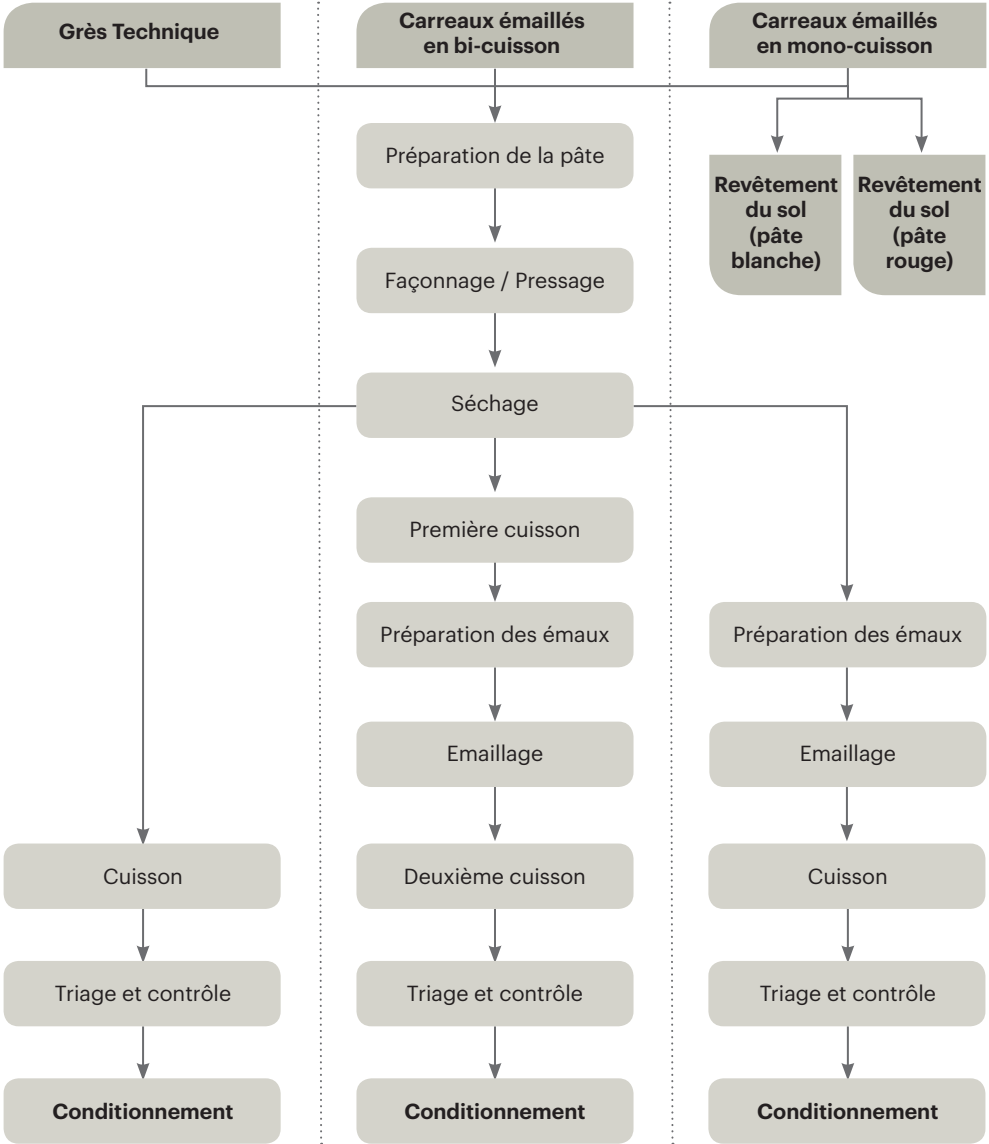 Grès Technique
Carreaux émaillés
en bi-cuisson
Carreaux émaillés
en mono-cuisson
Préparation de la pâte
Revêtement
du sol
(pâte
blanche)
Revêtement
du sol
(pâte
rouge)
Façonnage / Pressage
Séchage
Première cuisson
Préparation des émaux
Préparation des émaux
Emaillage
Emaillage
Cuisson
Deuxième cuisson
Cuisson
Triage et contrôle
Triage et contrôle
Triage et contrôle
Conditionnement
Conditionnement
Conditionnement